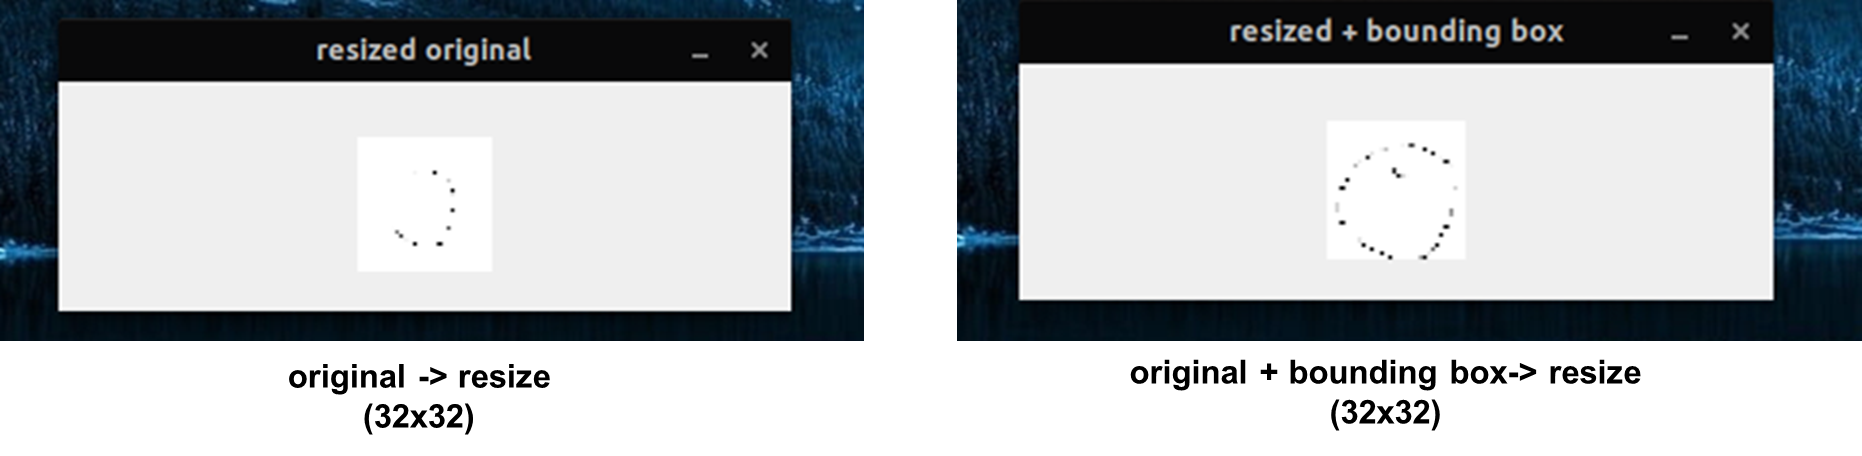 resized original
original -> resize
(32x32)
resized + bounding box
original + bounding box-> resize
(32x32)